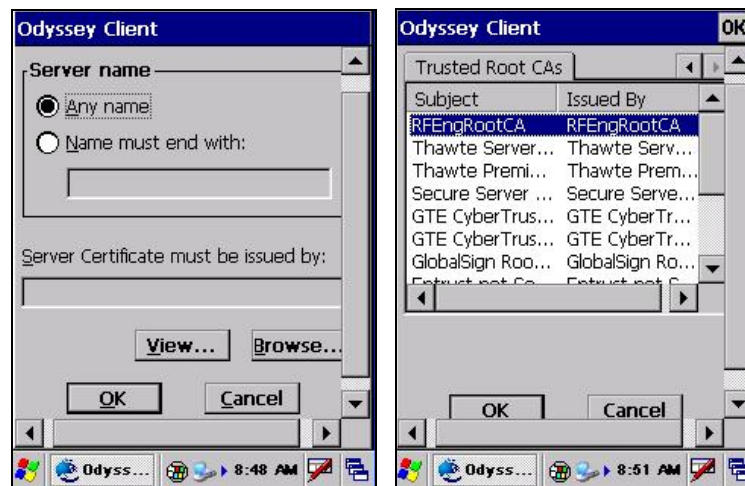 Odyssey Client
Server name
Any name
Name must end with:
Server Certificate must be issued by:
View... Browse...
OK Cancel
Odyss... 8:48 AM
Odyssey Client OK
Trusted Root CAs
Subject Issued By
RFEngRootCA RFEngRootCA
Thawte Server... Thawte Serv...
Thawte Premi... Thawte Prem...
Secure Server ... Secure Serve...
GTE CyberTrus... GTE CyberTr...
GTE CyberTrus... GTE CyberTr...
GlobalSign Roo... GlobalSign Ro...
OK Cancel
Odyss... 8:51 AM